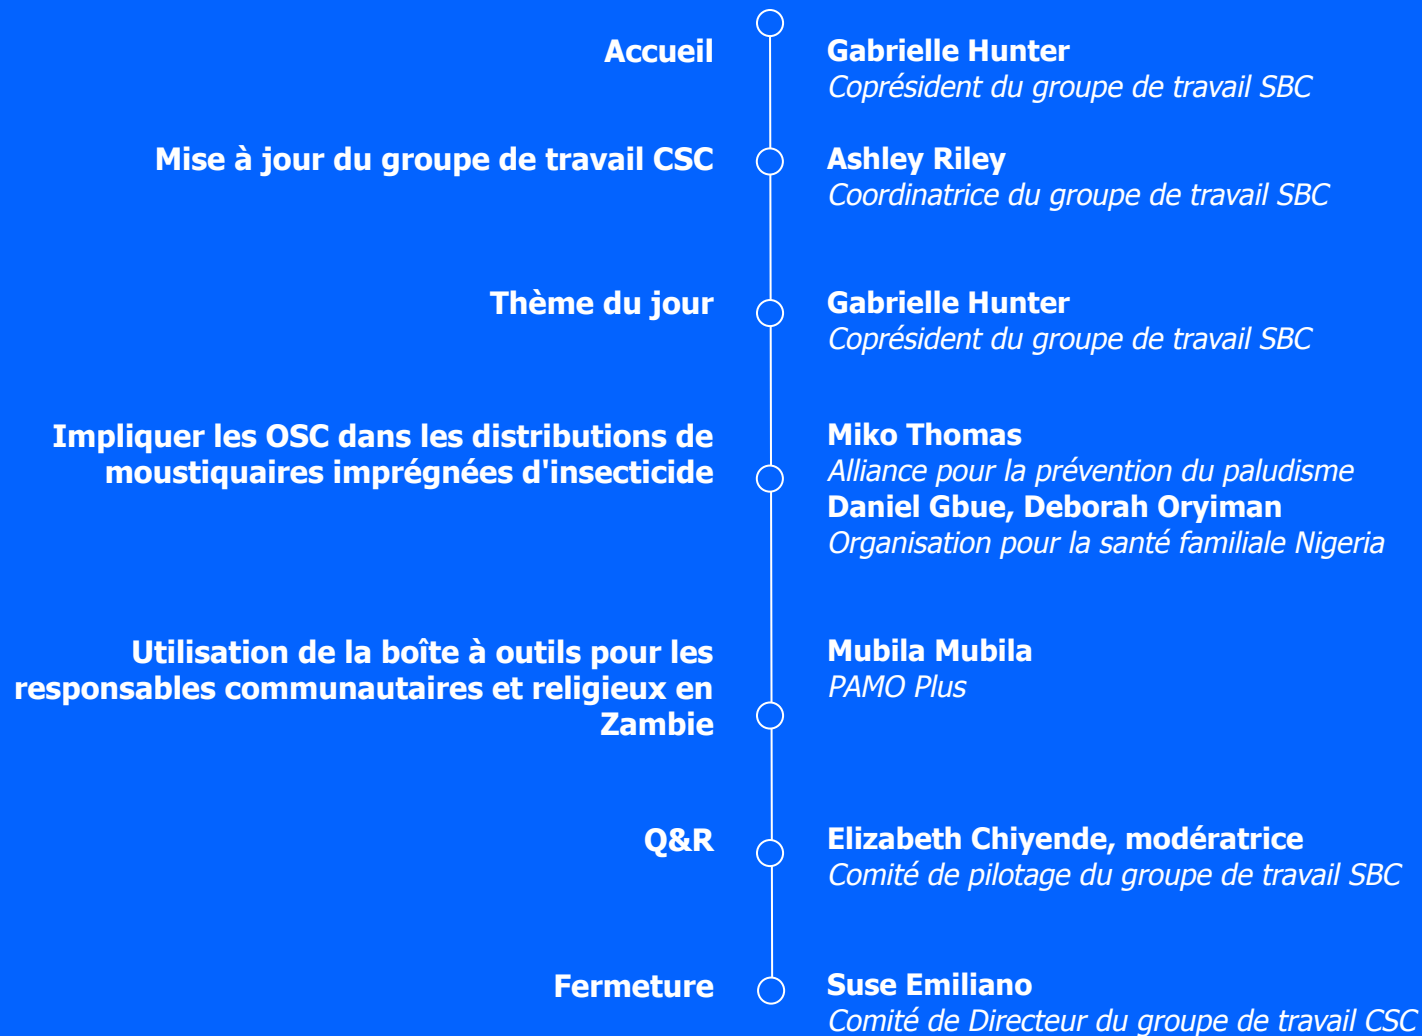 Accueil
Gabrielle Hunter
Coprésident du groupe de travail SBC
Mise à jour du groupe de travail CSC
Ashley Riley
Coordinatrice du groupe de travail SBC
Thème du jour
Gabrielle Hunter
Coprésident du groupe de travail SBC
Impliquer les OSC dans les distributions de
moustiquaires imprégnées d'insecticide
Miko Thomas
Alliance pour la prévention du paludisme
Daniel Gbue, Deborah Oryiman
Organisation pour la santé familiale Nigeria
Utilisation de la boîte à outils pour les
responsables communautaires et religieux en
Zambie
Mubila Mubila
PAMO Plus
Q&R
Elizabeth Chiyende, modératrice
Comité de pilotage du groupe de travail SBC
Fermeture
Suse Emiliano
Comité de Directeur du groupe de travail CSC